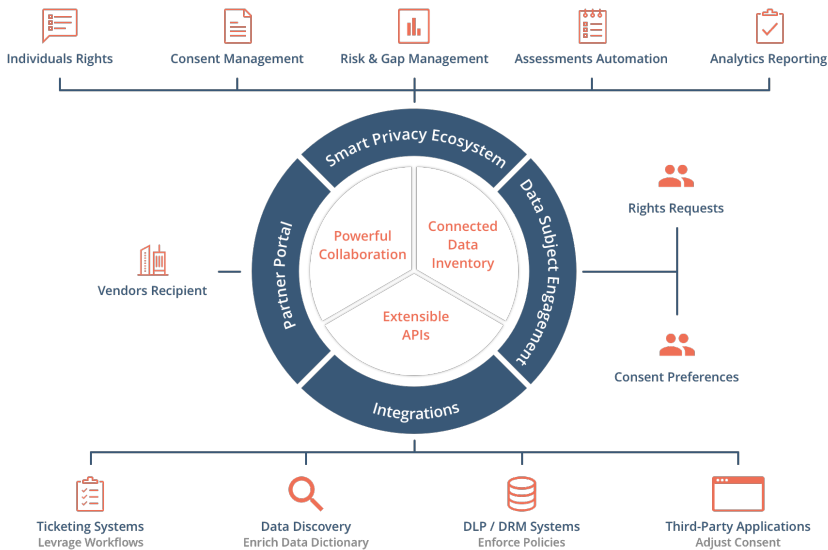 Individuals Rights
Consent Management
Risk & Gap Management
Assessments Automation
Analytics Reporting
Smart Privacy Ecosystem
Partner Portal
Data Subject Engagement
Integrations
Powerful
Collaboration
Connected
Data
Inventory
Extensible
APIs
Vendors Recipient
Rights Requests
Consent Preferences
Ticketing Systems
Levrage Workflows
Data Discovery
Enrich Data Dictionary
DLP / DRM Systems
Enforce Policies
Third-Party Applications
Adjust Consent